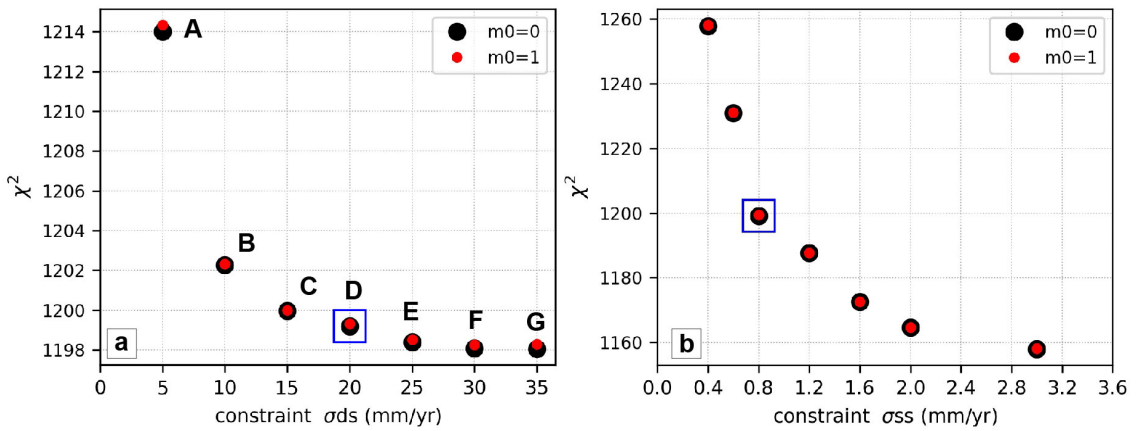 1214
1212
1210
1208
1206
1204
1202
1200
1198
χ²
A
B
C
D
E
F
G
m0=0
m0=1
a
0 5 10 15 20 25 30 35
constraint σds (mm/yr)
1260
1240
1220
1200
1180
1160
χ²
m0=0
m0=1
b
0.0 0.4 0.8 1.2 1.6 2.0 2.4 2.8 3.2 3.6
constraint σss (mm/yr)